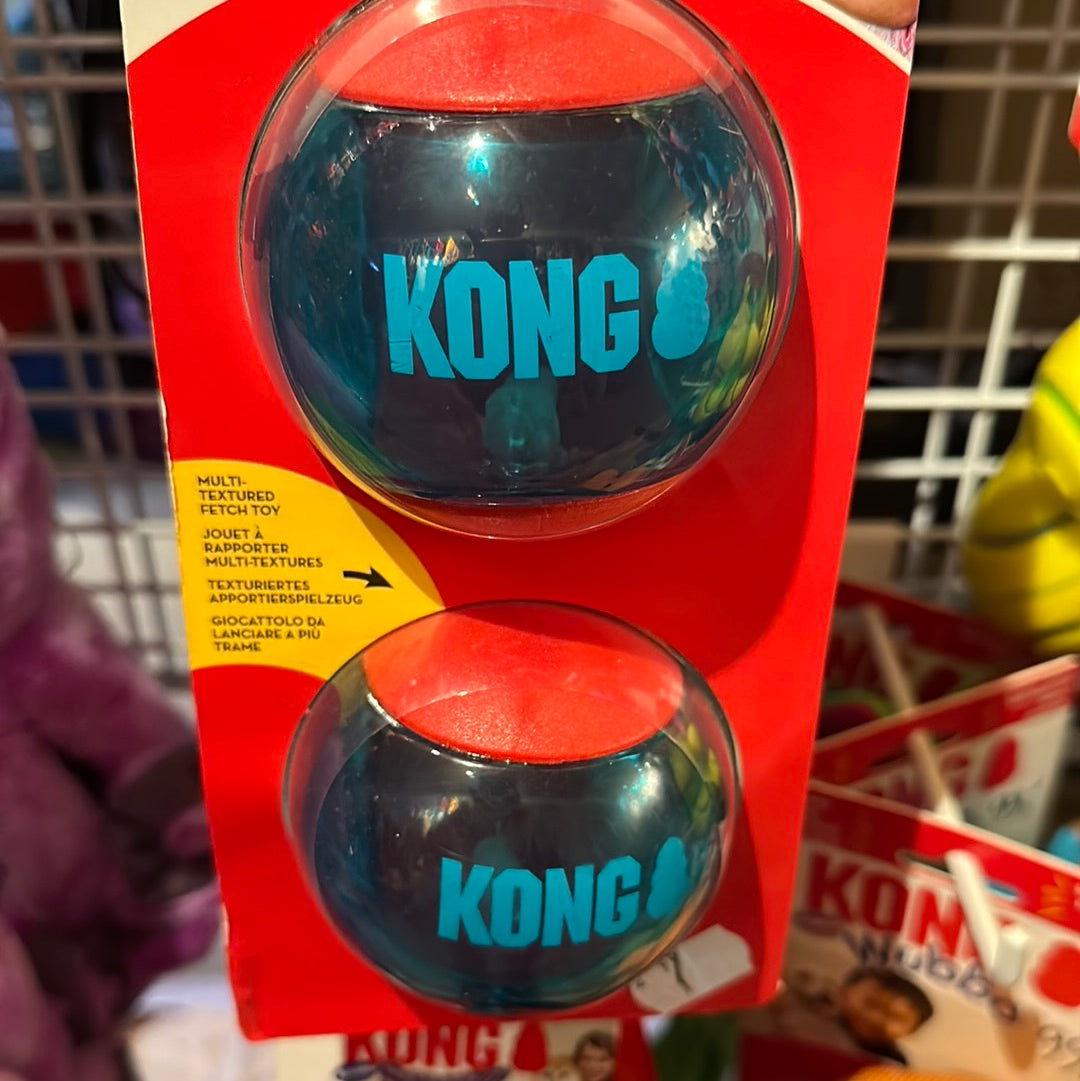 KONG
MULTI-
TEXTURED
FETCH TOY
JOUET À
RAPPORTER
MULTI-TEXTURES
TEXTURIERTES
APPORTIERSPIELZEUG
GIOCATTOLO DA
LANCIARE A PIÙ
TRAME
KONG
KONG
Wubba
KONG